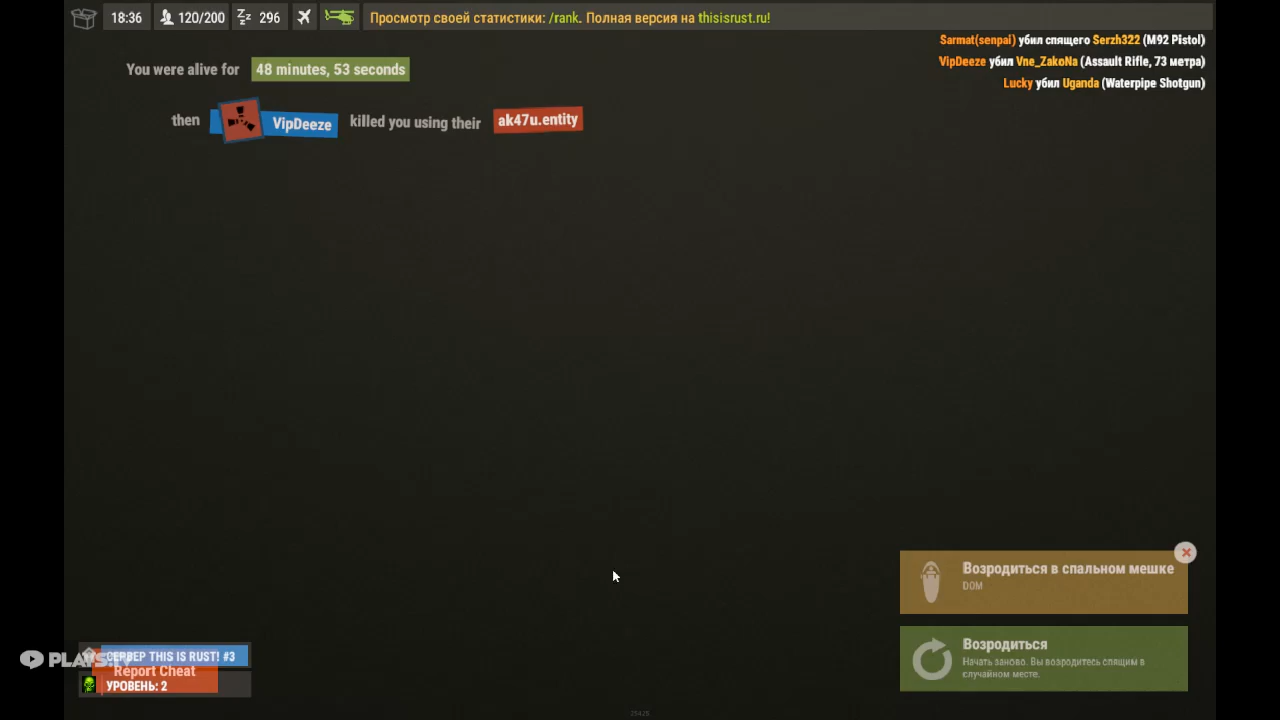 18:36 120/200 296 Просмотр своей статистики: /rank. Полная версия на thisisrust.ru!
Sarmat(senpai) убил спящего Serzh322 (M92 Pistol)
VipDeeze убил Vne_ZakoNa (Assault Rifle, 73 метра)
Lucky убил Uganda (Waterpipe Shotgun)
You were alive for 48 minutes, 53 seconds
then VipDeeze killed you using their ak47u.entity
Возродиться в спальном мешке
DOM
Возродиться
Начать заново. Вы возродитесь спящим в
случайном месте.
СЕРВЕР THIS IS RUST! #3
PLAYS.TV
Report Cheat
УРОВЕНЬ: 2